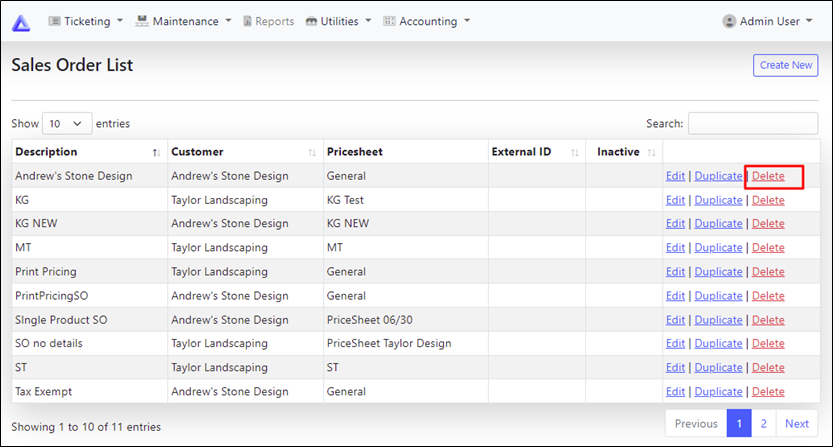 Ticketing Maintenance Reports Utilities Accounting Admin User
Sales Order List Create New
Show 10 entries Search:
Description Customer Pricesheet External ID Inactive
Andrew's Stone Design Andrew's Stone Design General Edit | Duplicate | Delete
KG Taylor Landscaping KG Test Edit | Duplicate | Delete
KG NEW Andrew's Stone Design KG NEW Edit | Duplicate | Delete
MT Taylor Landscaping MT Edit | Duplicate | Delete
Print Pricing Taylor Landscaping General Edit | Duplicate | Delete
PrintPricingSO Andrew's Stone Design General Edit | Duplicate | Delete
SIngle Product SO Andrew's Stone Design PriceSheet 06/30 Edit | Duplicate | Delete
SO no details Taylor Landscaping PriceSheet Taylor Design Edit | Duplicate | Delete
ST Taylor Landscaping ST Edit | Duplicate | Delete
Tax Exempt Andrew's Stone Design General Edit | Duplicate | Delete
Showing 1 to 10 of 11 entries Previous 1 2 Next